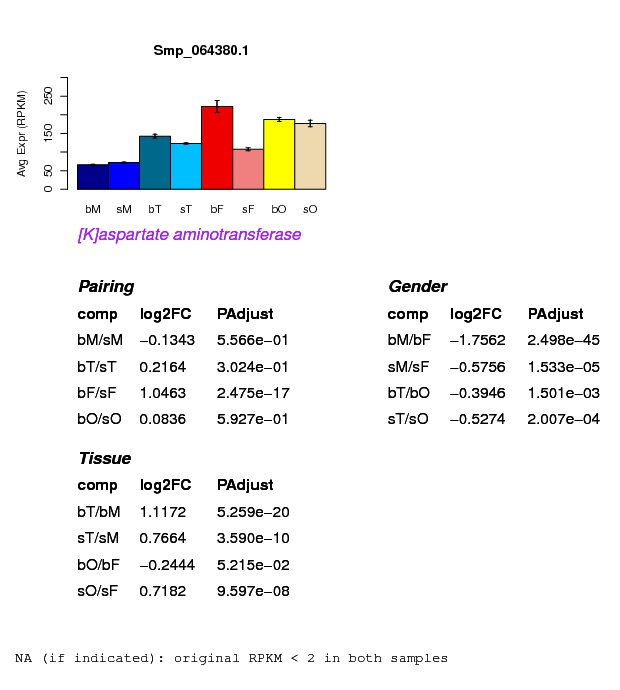 Smp_064380.1
Avg Expr (RPKM)
250
150
50
0
bM sM bT sT bF sF bO sO
[K]aspartate aminotransferase
Pairing
comp log2FC PAdjust
bM/sM −0.1343 5.566e−01
bT/sT 0.2164 3.024e−01
bF/sF 1.0463 2.475e−17
bO/sO 0.0836 5.927e−01
Gender
comp log2FC PAdjust
bM/bF −1.7562 2.498e−45
sM/sF −0.5756 1.533e−05
bT/bO −0.3946 1.501e−03
sT/sO −0.5274 2.007e−04
Tissue
comp log2FC PAdjust
bT/bM 1.1172 5.259e−20
sT/sM 0.7664 3.590e−10
bO/bF −0.2444 5.215e−02
sO/sF 0.7182 9.597e−08
NA (if indicated): original RPKM < 2 in both samples